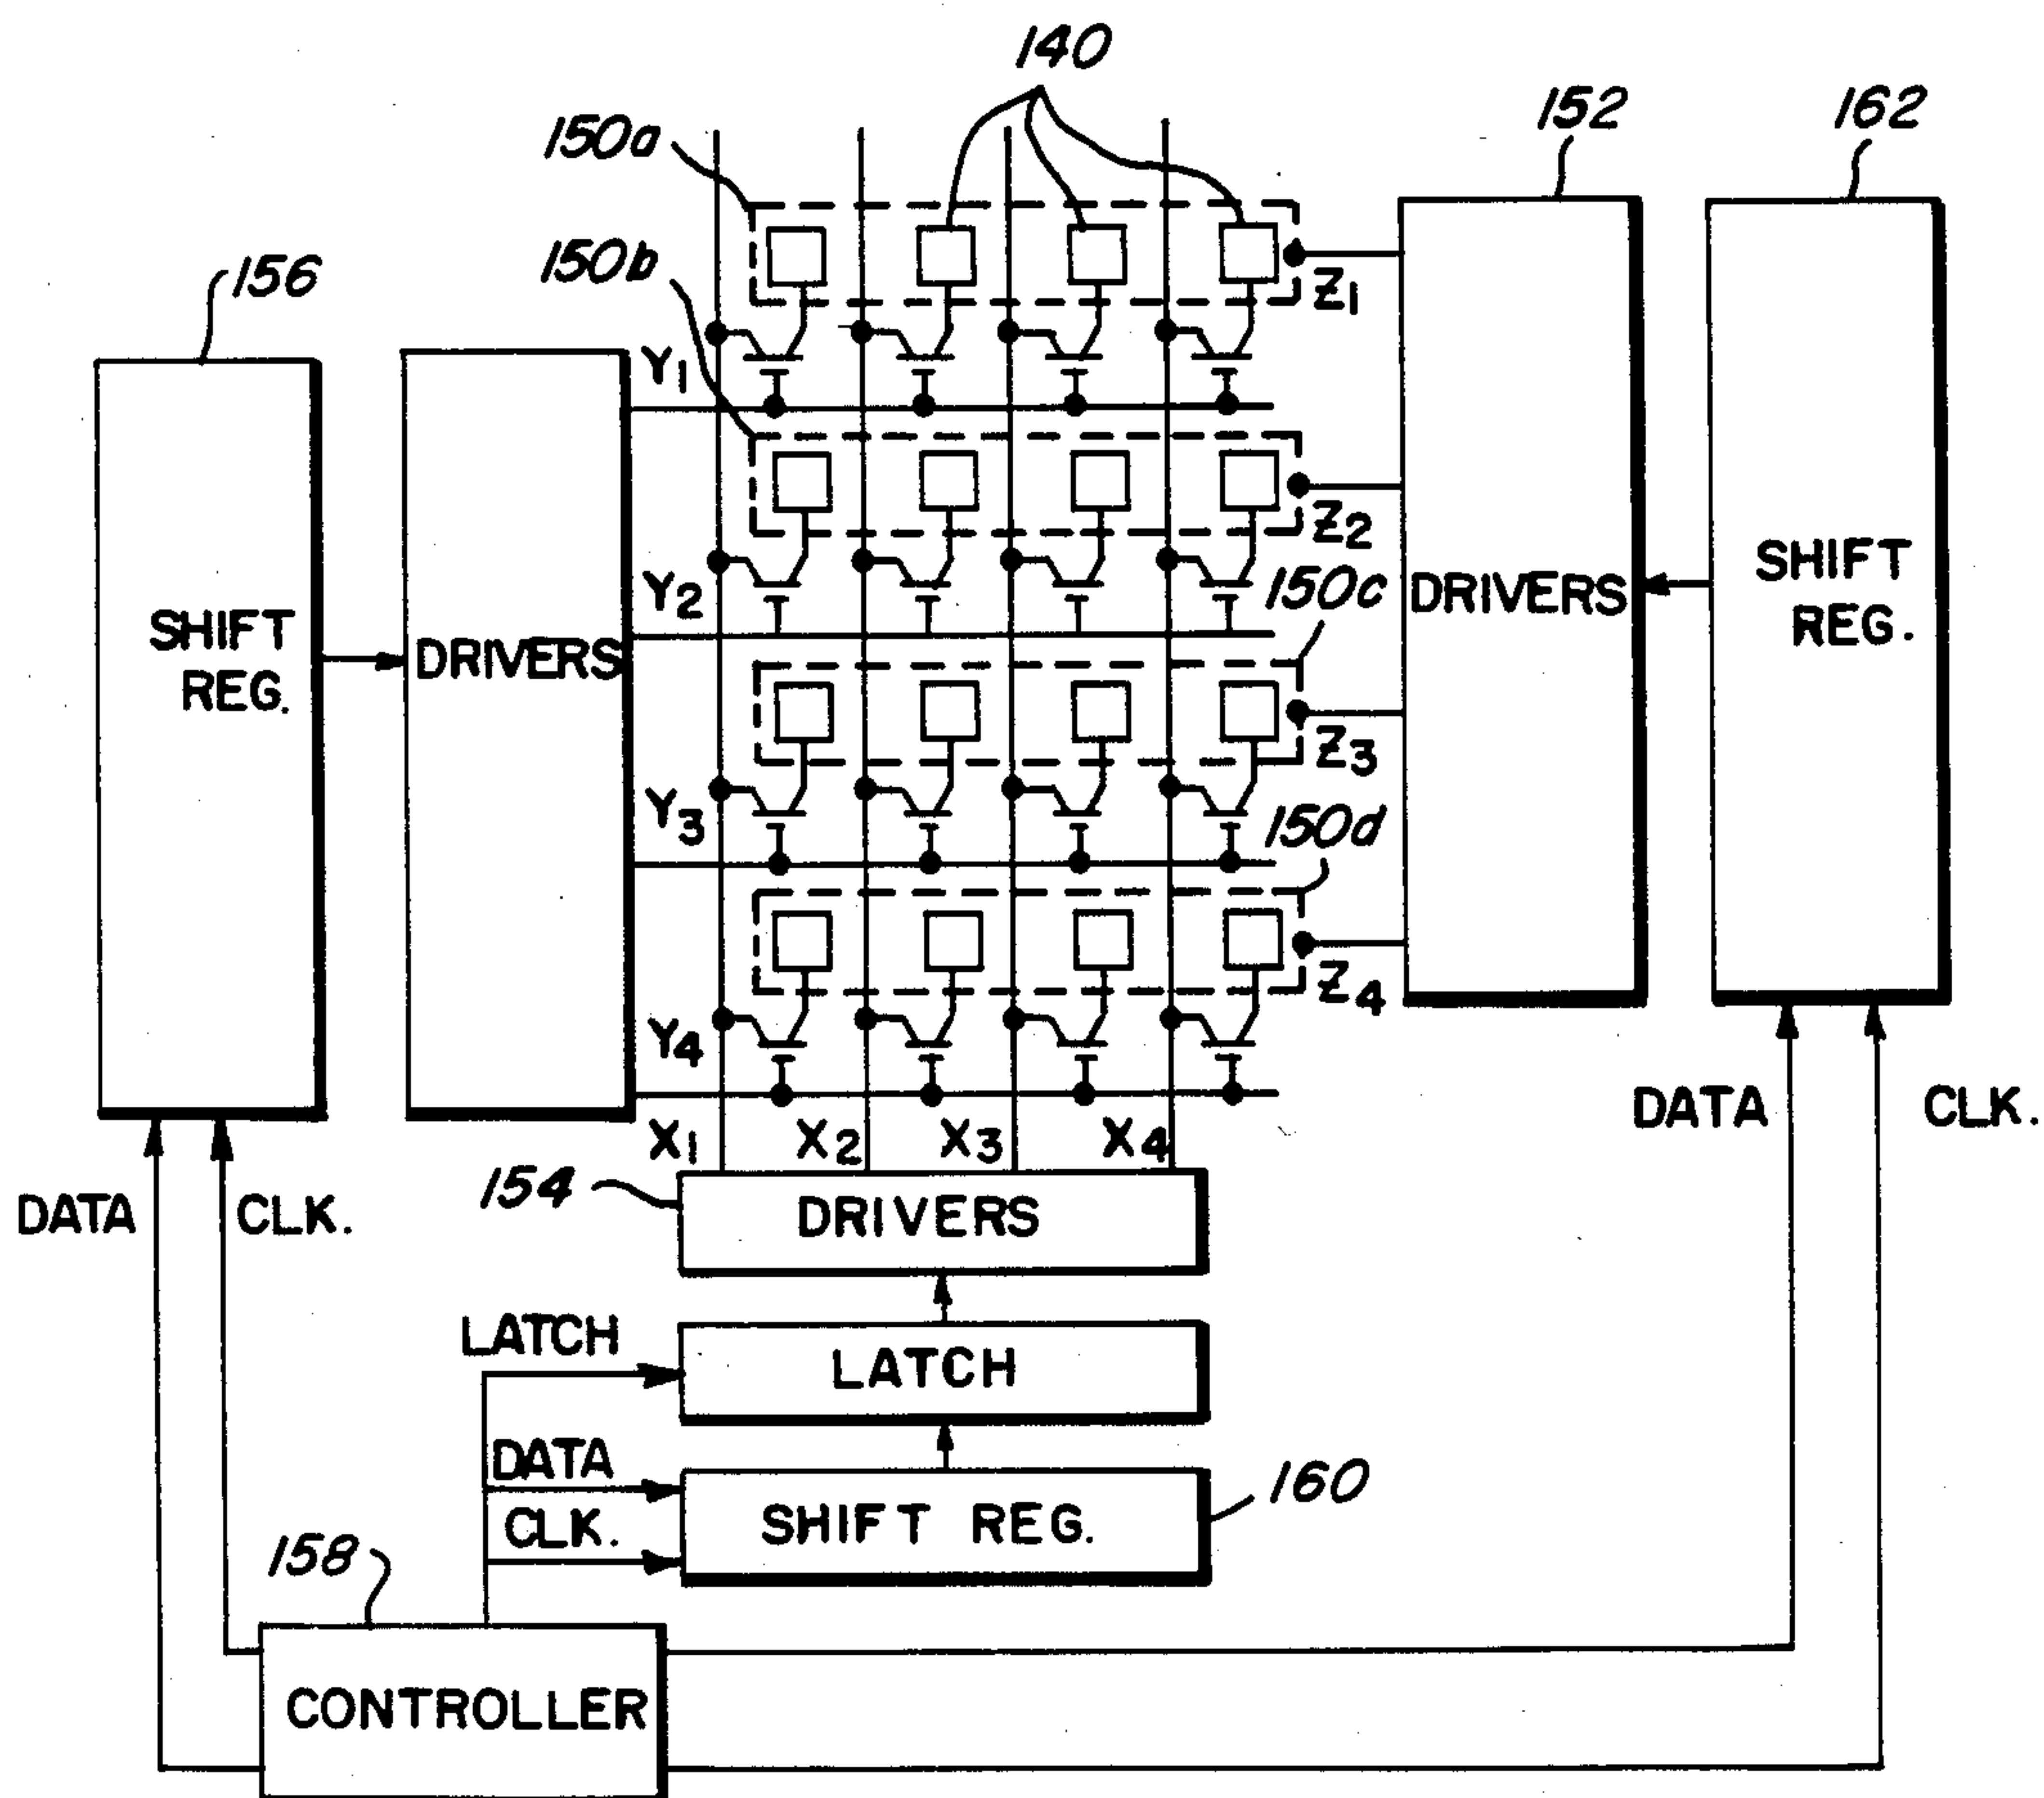 140
150a
152
162
150b
156
Z1
Y1
Z2
150c
SHIFT
REG.
DRIVERS
Y2
SHIFT
REG.
DRIVERS
Z3
Y3
150d
Z4
Y4
DATA
CLK.
X1 X2 X3 X4
154
DRIVERS
DATA
CLK.
LATCH
LATCH
DATA
CLK.
SHIFT REG.
160
158
CONTROLLER